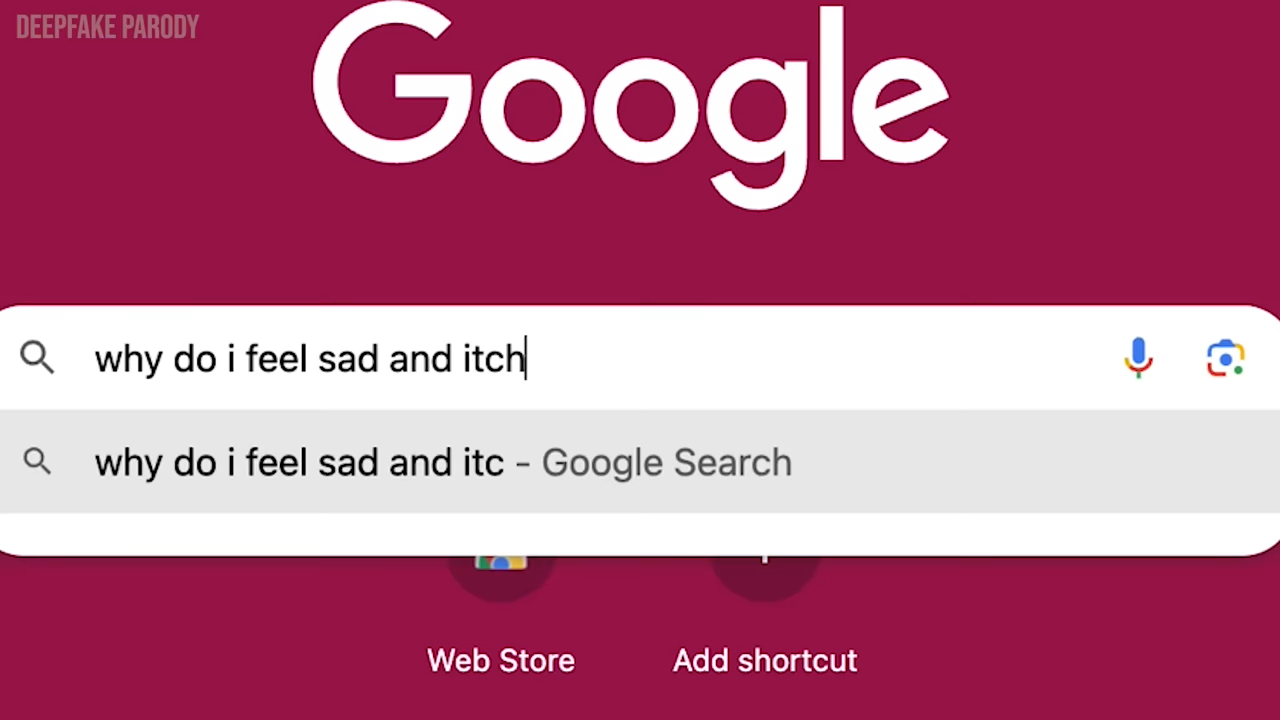 DEEPFAKE PARODY
Google
why do i feel sad and itch
why do i feel sad and itc - Google Search
Web Store
Add shortcut